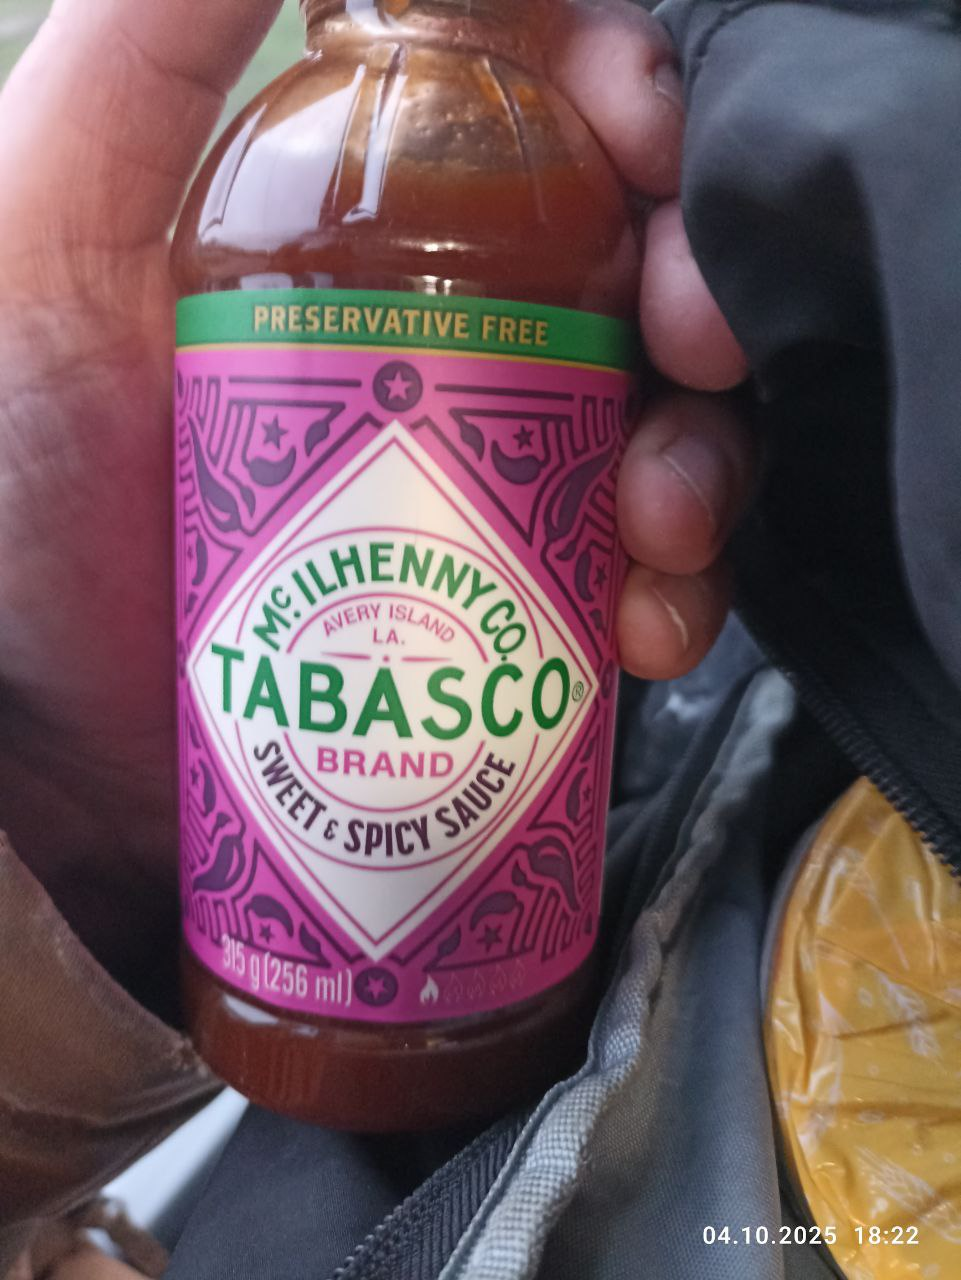 PRESERVATIVE FREE
Mc. ILHENNY CO.
AVERY ISLAND
LA.
TABASCO®
BRAND
SWEET & SPICY SAUCE
315 g (256 ml)
04.10.2025 18:22